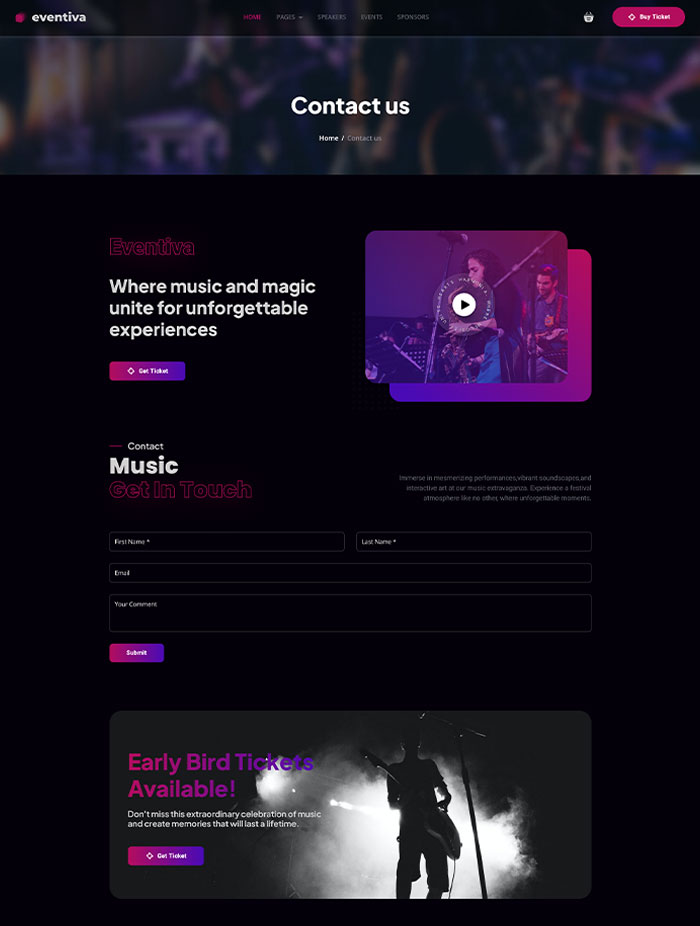 eventiva
HOME PAGES SPEAKERS EVENTS SPONSORS
Buy Ticket
Contact us
Home / Contact us
Eventiva
Where music and magic
unite for unforgettable
experiences
Get Ticket
Contact
Music
Get In Touch
Immerse in mesmerizing performanses,vibrant soundscapes,and
interactive art at our music extravaganza. Experience a festival
atmosphere like no other, where unforgettable moments.
First Name *
Last Name *
Email
Your Comment
Submit
Early Bird Tickets
Available!
Don't miss this extraordinary celebration of music
and create memories that will last a lifetime.
Get Ticket